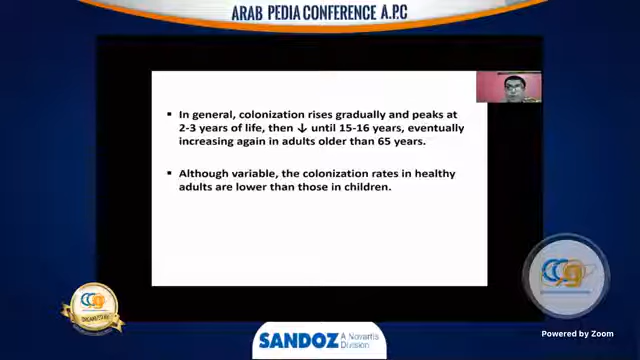 ARAB PEDIA CONFERENCE A.P.C
▪ In general, colonization rises gradually and peaks at
2-3 years of life, then ↓ until 15-16 years, eventually
increasing again in adults older than 65 years.
▪ Although variable, the colonization rates in healthy
adults are lower than those in children.
Powered by Zoom
SANDOZ A Novartis
Division